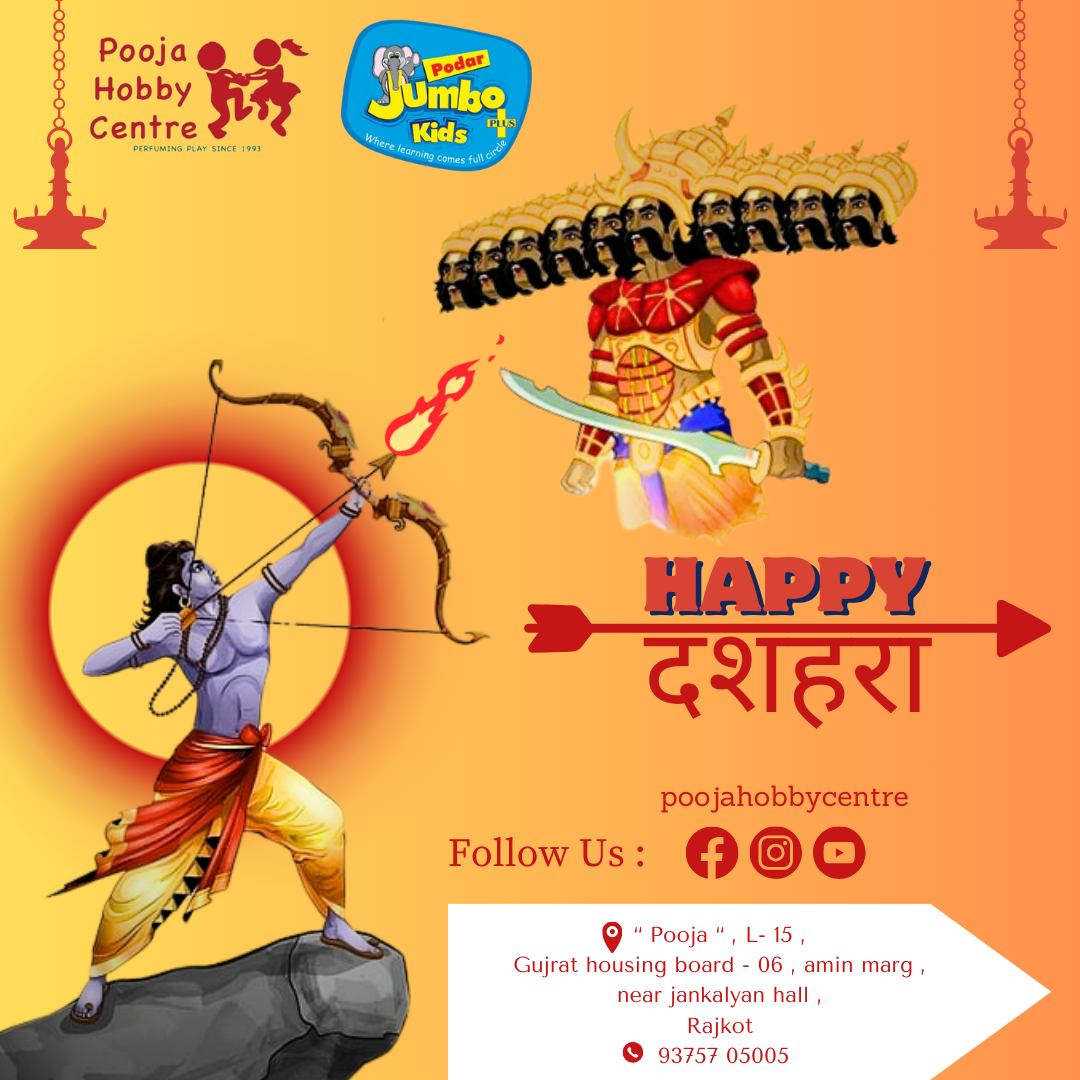 Pooja
Hobby
Centre
PERFUMING PLAY SINCE 1993
Podar
Jumbo
Kids
PLUS
Where learning comes full circle
HAPPY
दशहरा
poojahobbycentre
Follow Us :
“ Pooja “ , L- 15 ,
Gujrat housing board - 06 , amin marg ,
near jankalyan hall ,
Rajkot
93757 05005